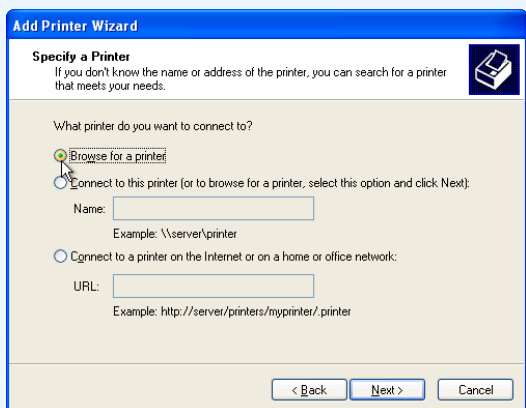 Add Printer Wizard
Specify a Printer
If you don't know the name or address of the printer, you can search for a printer
that meets your needs.
What printer do you want to connect to?
Browse for a printer
Connect to this printer (or to browse for a printer, select this option and click Next):
Name:
Example: \\server\printer
Connect to a printer on the Internet or on a home or office network:
URL:
Example: http://server/printers/myprinter/.printer
< Back Next > Cancel